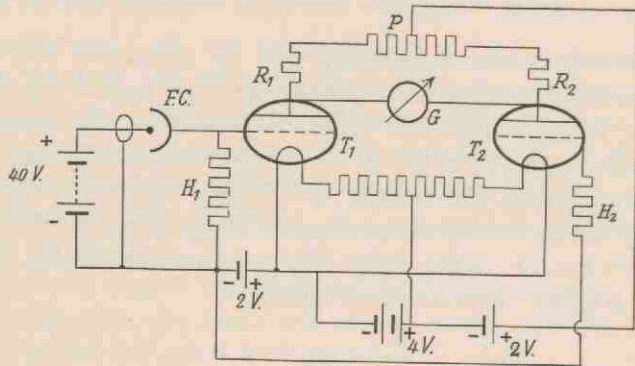 P
R₁
R₂
F.C.
G
T₁
T₂
+
40 V.
-
H₁
H₂
- +
2 V.
- +
4 V.
- +
2 V.